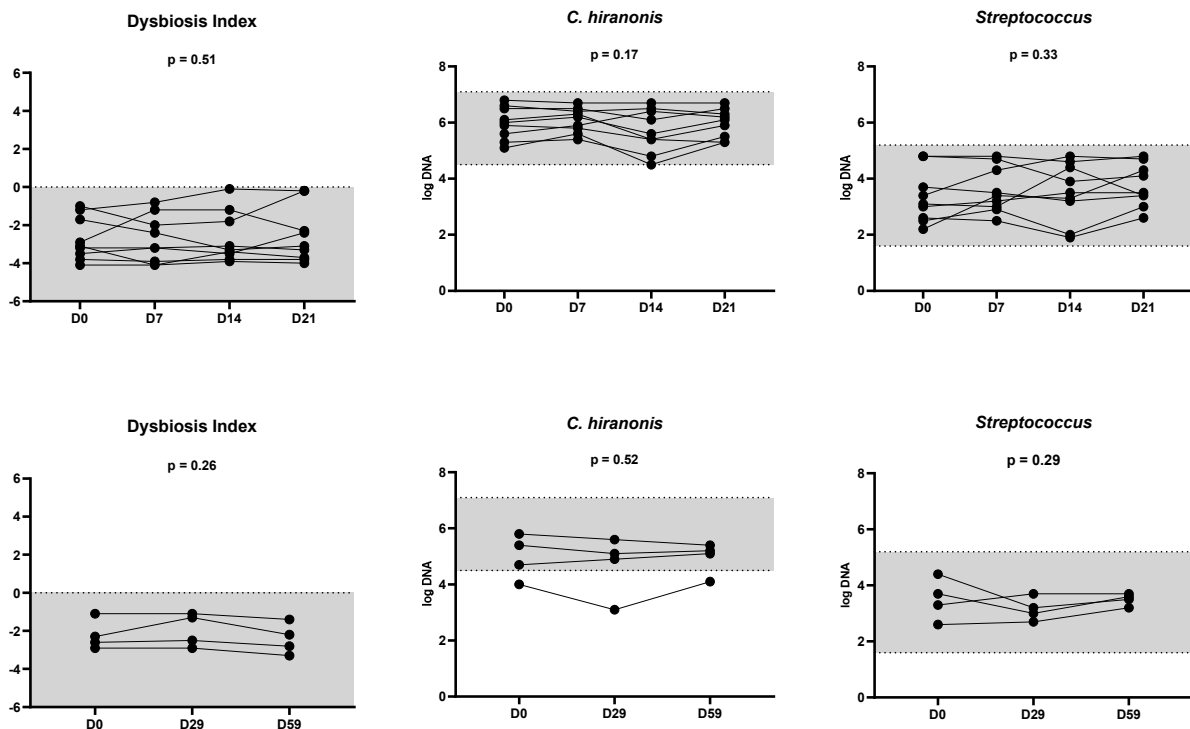 Dysbiosis Index
p = 0.51
6
4
2
0
-2
-4
-6
D0 D7 D14 D21
C. hiranonis
p = 0.17
log DNA
8
6
4
2
0
D0 D7 D14 D21
Streptococcus
p = 0.33
log DNA
8
6
4
2
0
D0 D7 D14 D21
Dysbiosis Index
p = 0.26
6
4
2
0
-2
-4
-6
D0 D29 D59
C. hiranonis
p = 0.52
log DNA
8
6
4
2
0
D0 D29 D59
Streptococcus
p = 0.29
log DNA
8
6
4
2
0
D0 D29 D59